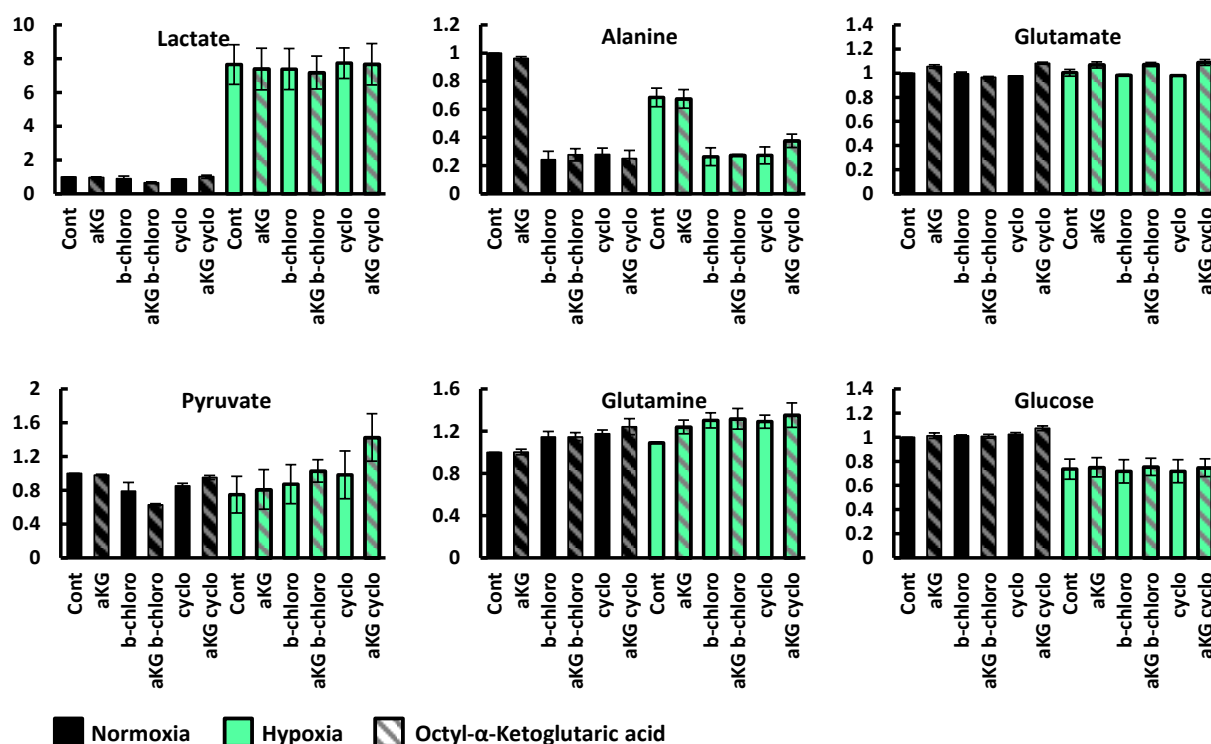 Lactate
10
8
6
4
2
0
Cont
aKG
b-chloro
aKG b-chloro
cyclo
aKG cyclo
Cont
aKG
b-chloro
aKG b-chloro
cyclo
aKG cyclo
Alanine
1.2
1
0.8
0.6
0.4
0.2
0
Cont
aKG
b-chloro
aKG b-chloro
cyclo
aKG cyclo
Cont
aKG
b-chloro
aKG b-chloro
cyclo
aKG cyclo
Glutamate
1.4
1.2
1
0.8
0.6
0.4
0.2
0
Cont
aKG
b-chloro
aKG b-chloro
cyclo
aKG cyclo
Cont
aKG
b-chloro
aKG b-chloro
cyclo
aKG cyclo
Pyruvate
2
1.6
1.2
0.8
0.4
0
Cont
aKG
b-chloro
aKG b-chloro
cyclo
aKG cyclo
Cont
aKG
b-chloro
aKG b-chloro
cyclo
aKG cyclo
Glutamine
1.6
1.2
0.8
0.4
0
Cont
aKG
b-chloro
aKG b-chloro
cyclo
aKG cyclo
Cont
aKG
b-chloro
aKG b-chloro
cyclo
aKG cyclo
Glucose
1.4
1.2
1
0.8
0.6
0.4
0.2
0
Cont
aKG
b-chloro
aKG b-chloro
cyclo
aKG cyclo
Cont
aKG
b-chloro
aKG b-chloro
cyclo
aKG cyclo
Normoxia Hypoxia Octyl-α-Ketoglutaric acid